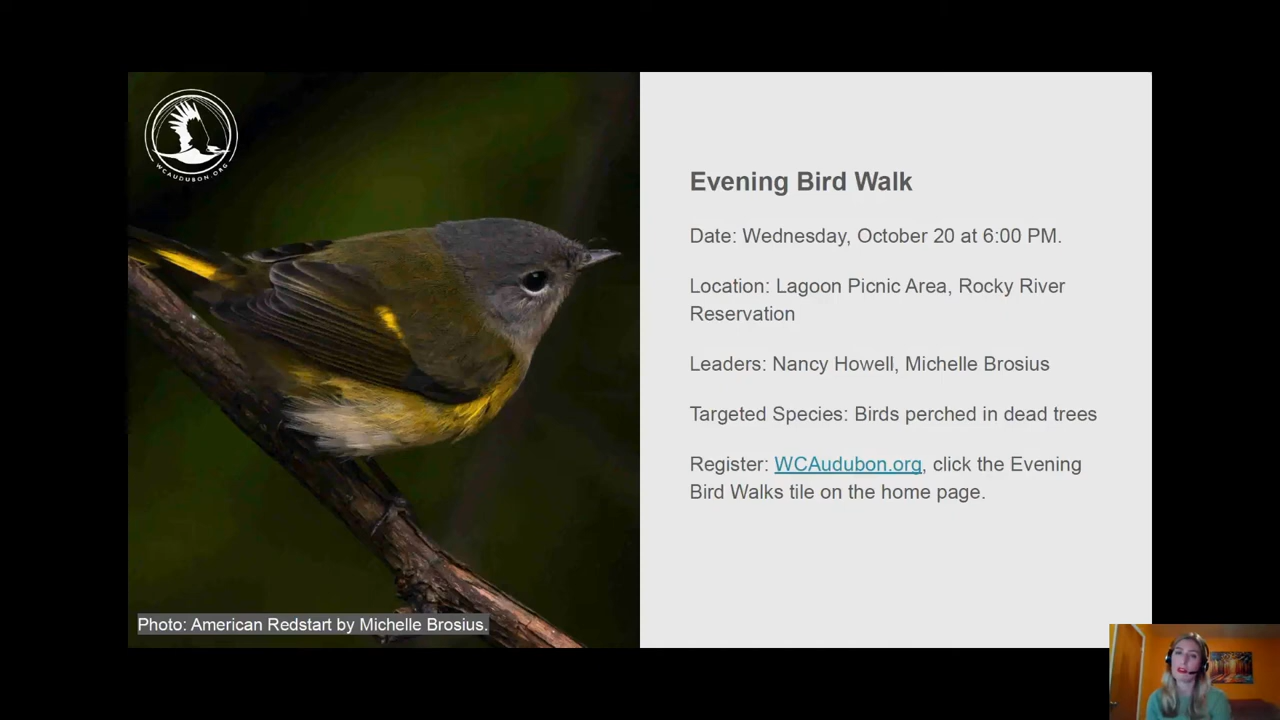 WCAUDUBON.ORG
Evening Bird Walk
Date: Wednesday, October 20 at 6:00 PM.
Location: Lagoon Picnic Area, Rocky River
Reservation
Leaders: Nancy Howell, Michelle Brosius
Targeted Species: Birds perched in dead trees
Register: WCAudubon.org, click the Evening
Bird Walks tile on the home page.
Photo: American Redstart by Michelle Brosius.